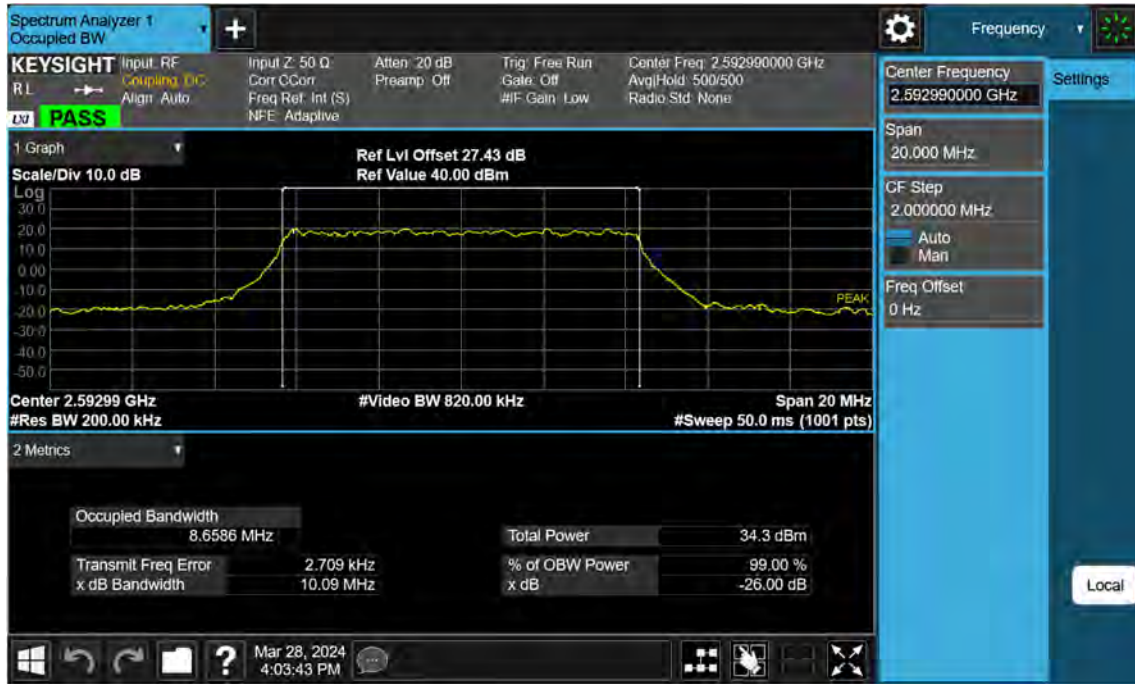 Spectrum Analyzer 1
Occupied BW
+
Frequency
KEYSIGHT
R L
LXI PASS
Input: RF
Coupling: DC
Align: Auto
Input Z: 50 Ω
Corr CCorr
Freq Ref: Int (S)
NFE: Adaptive
Atten: 20 dB
Preamp: Off
Trig: Free Run
Gate: Off
#IF Gain: Low
Center Freq: 2.592990000 GHz
Avg|Hold: 500/500
Radio Std: None
Center Frequency
2.592990000 GHz
Settings
Span
20.000 MHz
CF Step
2.000000 MHz
Auto
Man
Freq Offset
0 Hz
1 Graph
Scale/Div 10.0 dB
Ref Lvl Offset 27.43 dB
Ref Value 40.00 dBm
Log
30.0
20.0
10.0
0.00
-10.0
-20.0
-30.0
-40.0
-50.0
PEAK
Center 2.59299 GHz
#Video BW 820.00 kHz
Span 20 MHz
#Res BW 200.00 kHz
#Sweep 50.0 ms (1001 pts)
2 Metrics
Occupied Bandwidth
8.6586 MHz
Total Power 34.3 dBm
Transmit Freq Error 2.709 kHz
% of OBW Power 99.00 %
x dB Bandwidth 10.09 MHz
x dB -26.00 dB
Local
?
Mar 28, 2024
4:03:43 PM